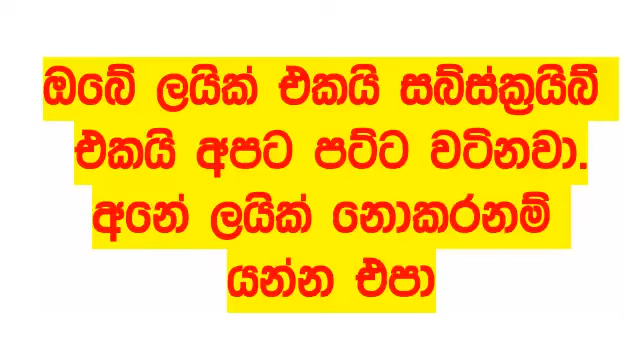 ඔබේ ලයික් එකයි සබ්ස්ක්‍රයිබ්
එකයි අපට පට්ට වටිනවා.
අනේ ලයික් නොකරනම්
යන්න එපා